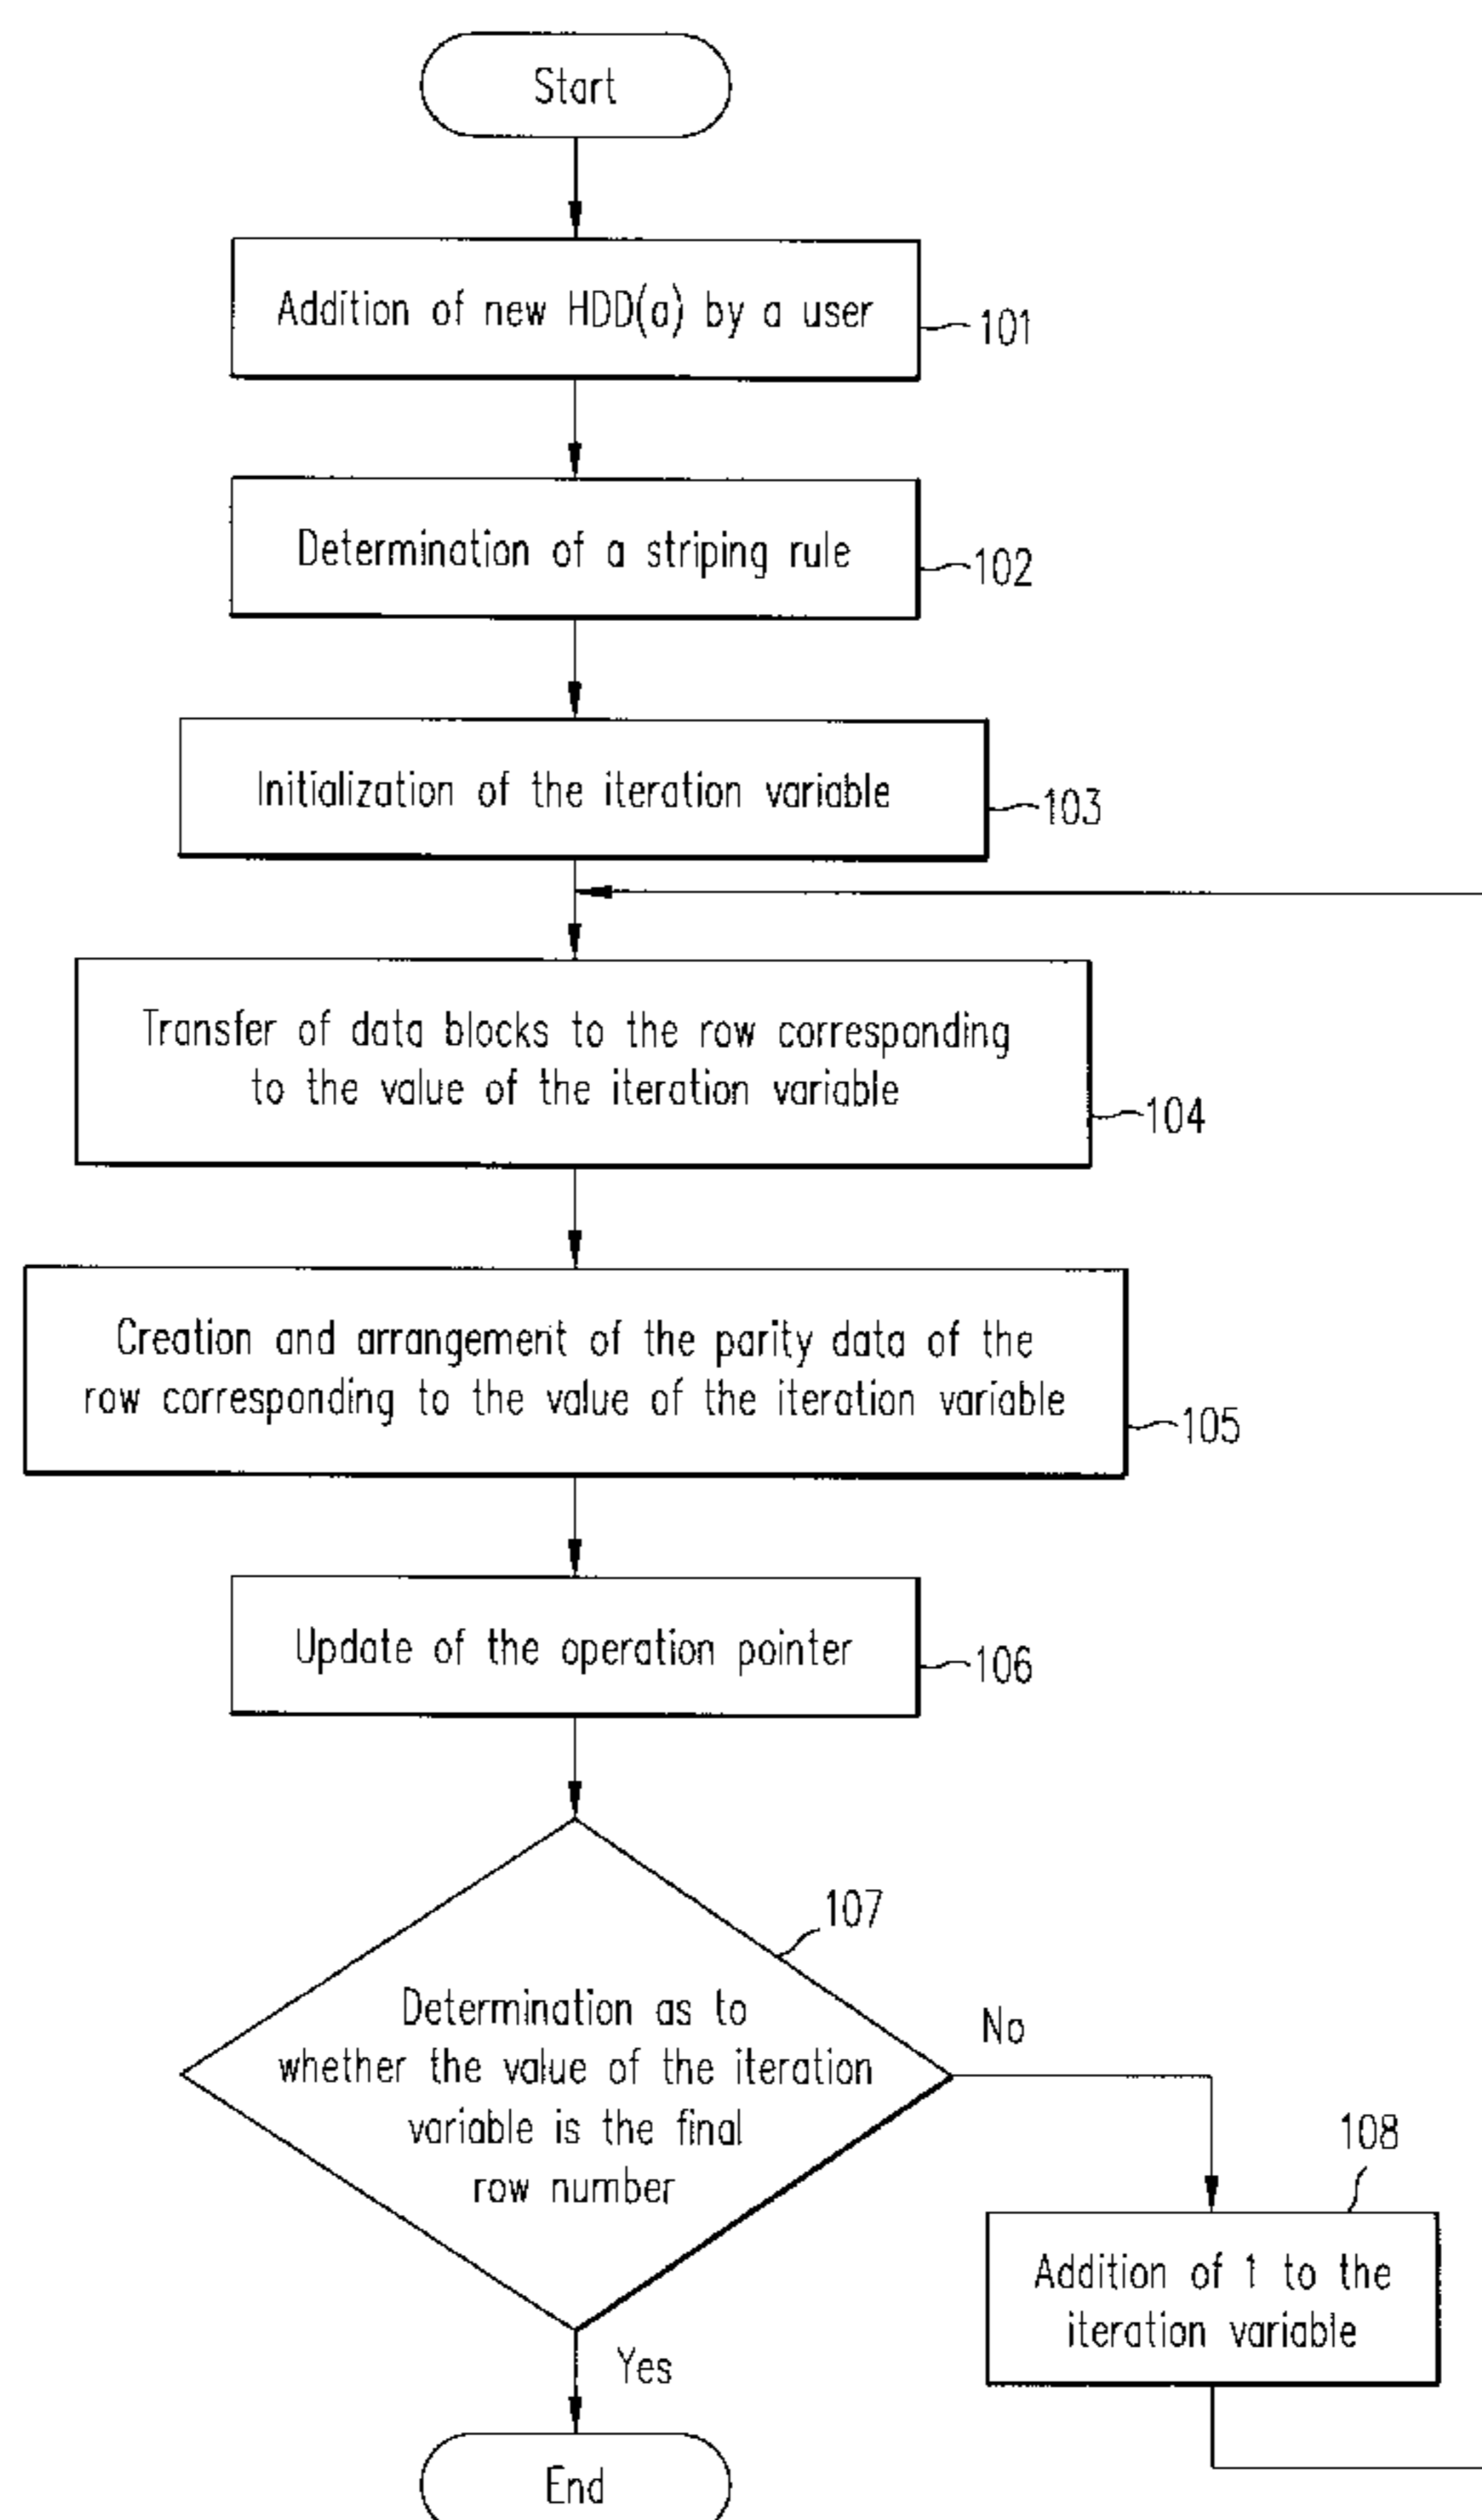 Start
Addition of new HDD(a) by a user
101
Determination of a striping rule
102
Initialization of the iteration variable
103
Transfer of data blocks to the row corresponding
to the value of the iteration variable
104
Creation and arrangement of the parity data of the
row corresponding to the value of the iteration variable
105
Update of the operation pointer
106
107
Determination as to
whether the value of the iteration
variable is the final
row number
No
108
Addition of 1 to the
iteration variable
Yes
End